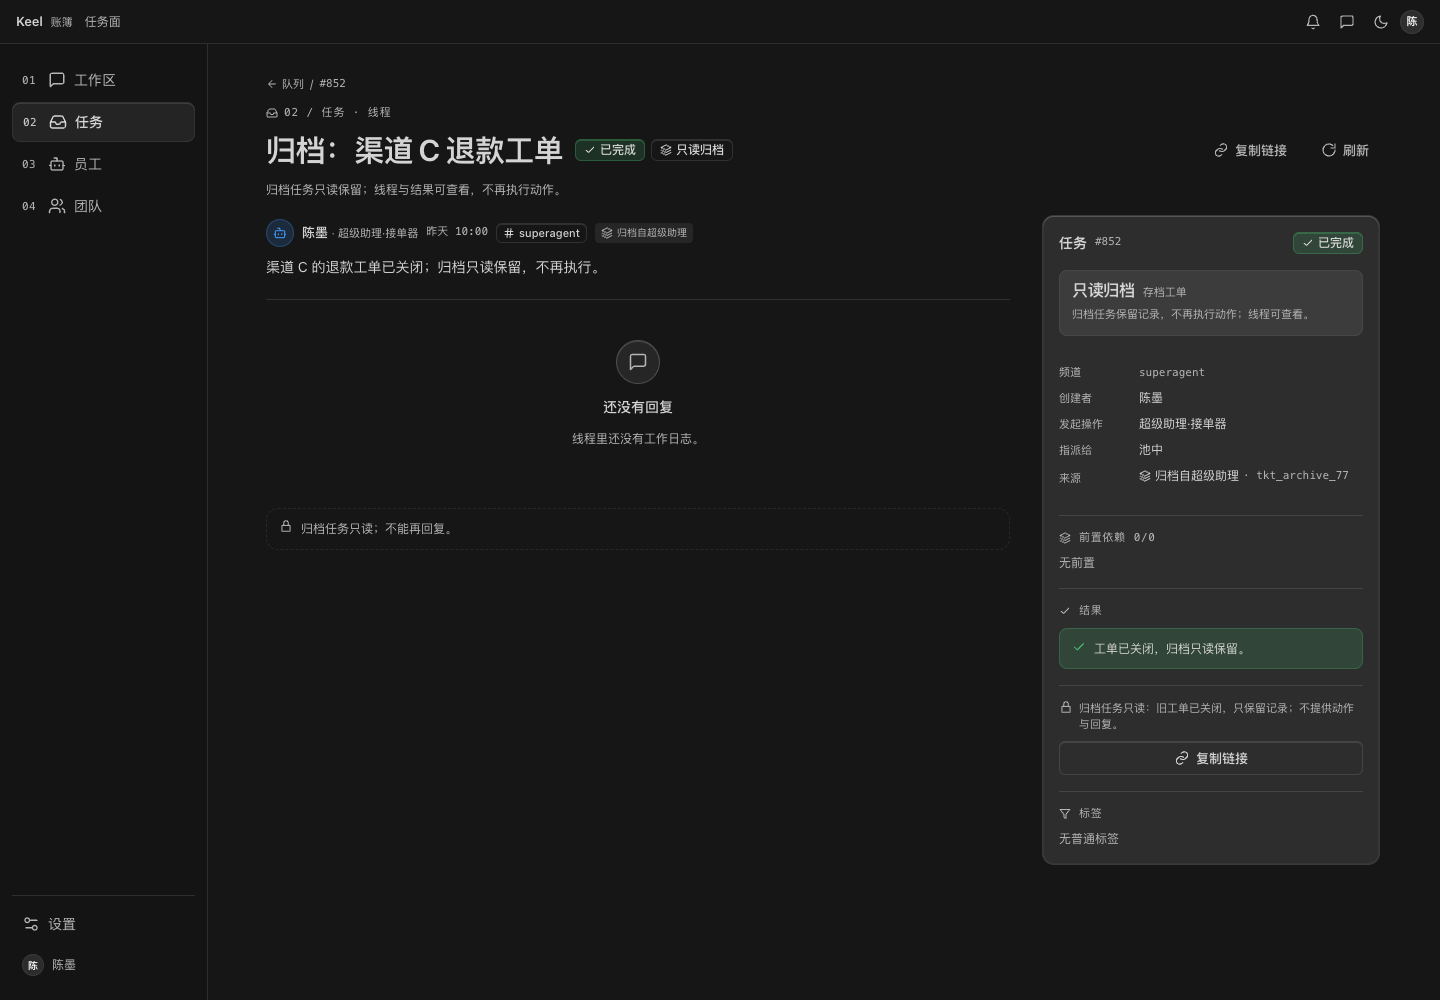 Keel 账簿 任务面
陈
01 工作区
02 任务
03 员工
04 团队
设置
陈 陈墨
← 队列 / #852
02 / 任务 · 线程
归档：渠道 C 退款工单 已完成 只读归档
复制链接 刷新
归档任务只读保留；线程与结果可查看，不再执行动作。
陈墨 · 超级助理·接单器 昨天 10:00 # superagent 归档自超级助理
渠道 C 的退款工单已关闭；归档只读保留，不再执行。
还没有回复
线程里还没有工作日志。
归档任务只读；不能再回复。
任务 #852 已完成
只读归档 存档工单
归档任务保留记录，不再执行动作；线程可查看。
频道 superagent
创建者 陈墨
发起操作 超级助理·接单器
指派给 池中
来源 归档自超级助理 · tkt_archive_77
前置依赖 0/0
无前置
结果
工单已关闭，归档只读保留。
归档任务只读：旧工单已关闭，只保留记录；不提供动作
与回复。
复制链接
标签
无普通标签